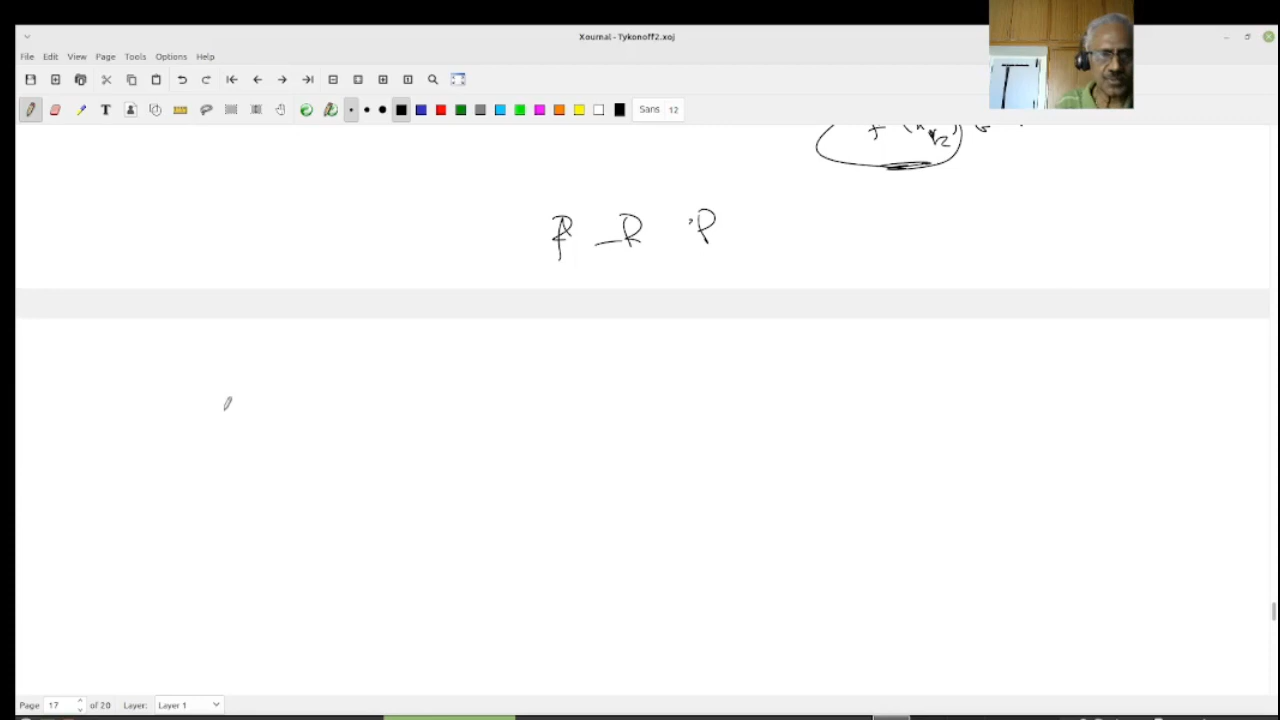 Xournal - Tykonoff2.xoj
File Edit View Page Tools Options Help
T Sans 12
R R P
Page 17 of 20 Layer: Layer 1